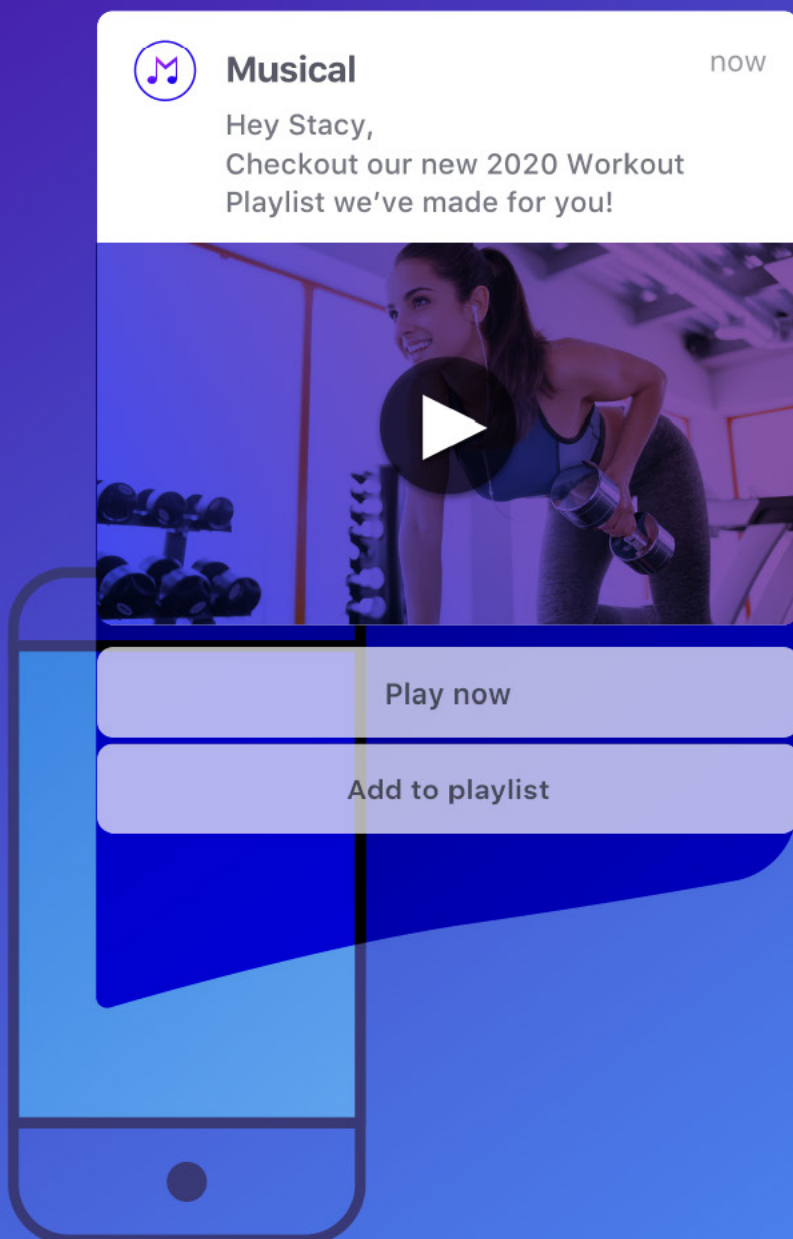 Musical
now
Hey Stacy,
Checkout our new 2020 Workout
Playlist we’ve made for you!
Play now
Add to playlist